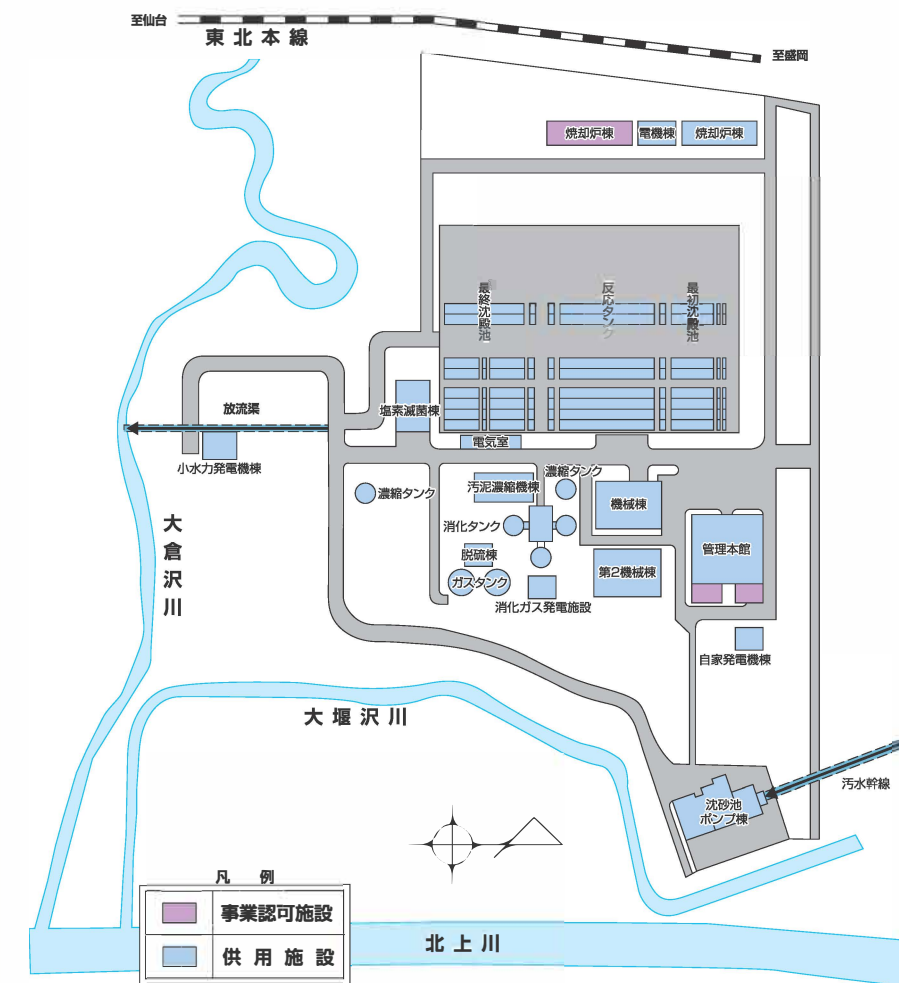 至仙台
東北本線
至盛岡
焼却炉棟
電機棟
焼却炉棟
最終沈殿池
反応タンク
最初沈殿池
放流渠
塩素滅菌棟
電気室
小水力発電機棟
濃縮タンク
濃縮タンク
汚泥濃縮機棟
機械棟
消化タンク
管理本館
脱硫棟
ガスタンク
第2機械棟
消化ガス発電施設
大倉沢川
自家発電機棟
大堰沢川
汚水幹線
沈砂池
ポンプ棟
凡例
事業認可施設
供用施設
北上川